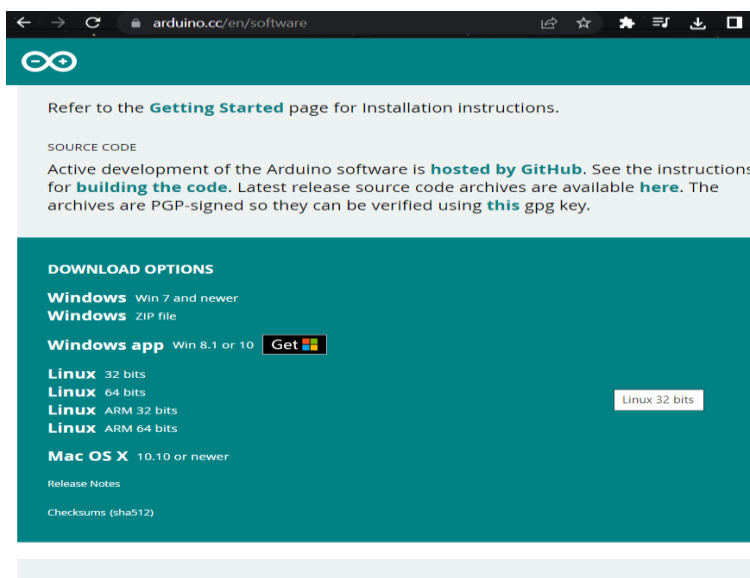 arduino.cc/en/software
Refer to the Getting Started page for Installation instructions.
SOURCE CODE
Active development of the Arduino software is hosted by GitHub. See the instructions
for building the code. Latest release source code archives are available here. The
archives are PGP-signed so they can be verified using this gpg key.
DOWNLOAD OPTIONS
Windows Win 7 and newer
Windows ZIP file
Windows app Win 8.1 or 10 Get
Linux 32 bits
Linux 64 bits
Linux 32 bits
Linux ARM 32 bits
Linux ARM 64 bits
Mac OS X 10.10 or newer
Release Notes
Checksums (sha512)